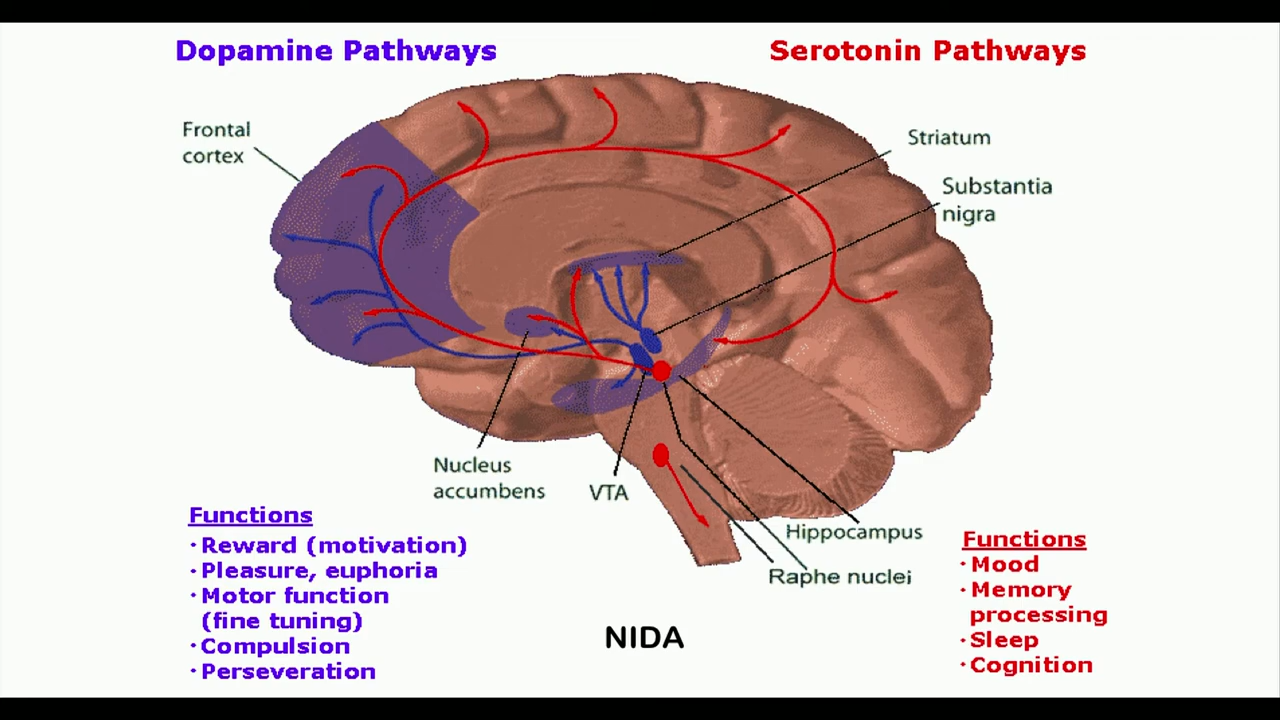 Dopamine Pathways
Serotonin Pathways
Frontal
cortex
Striatum
Substantia
nigra
Nucleus
accumbens
VTA
Hippocampus
Raphe nuclei
Functions
·Reward (motivation)
·Pleasure, euphoria
·Motor function
(fine tuning)
·Compulsion
·Perseveration
NIDA
Functions
·Mood
·Memory
processing
·Sleep
·Cognition